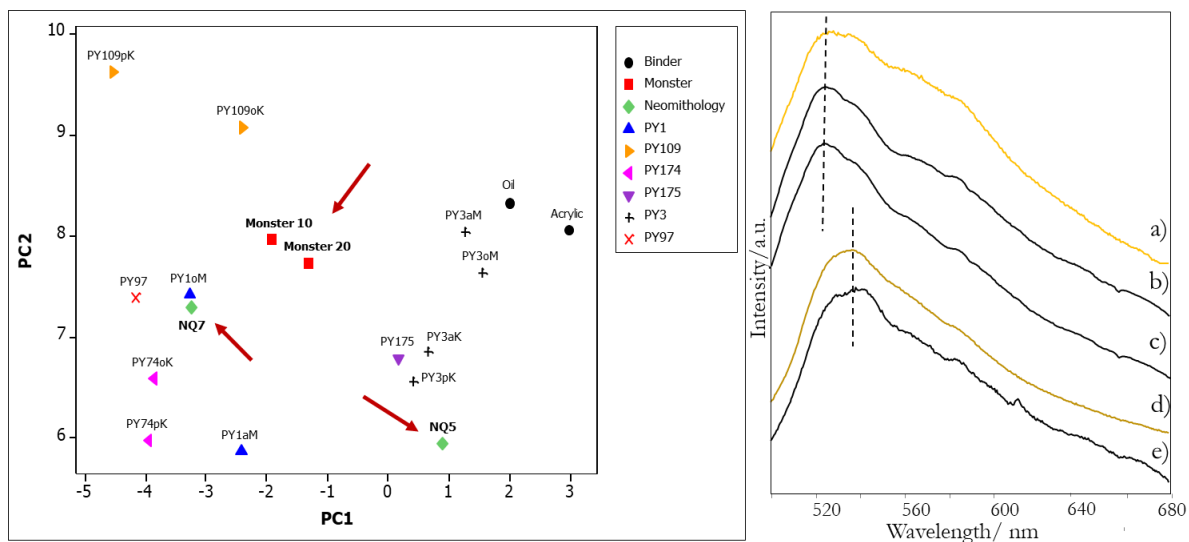 10
9
8
7
6
PC2
-5
-4
-3
-2
-1
0
1
2
3
PC1
PY109pK
PY109oK
Oil
PY3aM
Acrylic
Monster 10
Monster 20
PY3oM
PY97
PY1oM
NQ7
PY3aK
PY175
PY3pK
PY74oK
PY74pK
PY1aM
NQ5
Binder
Monster
Neomithology
PY1
PY109
PY174
PY175
PY3
PY97
Intensity/a.u.
a)
b)
c)
d)
e)
520
560
600
640
680
Wavelength/ nm